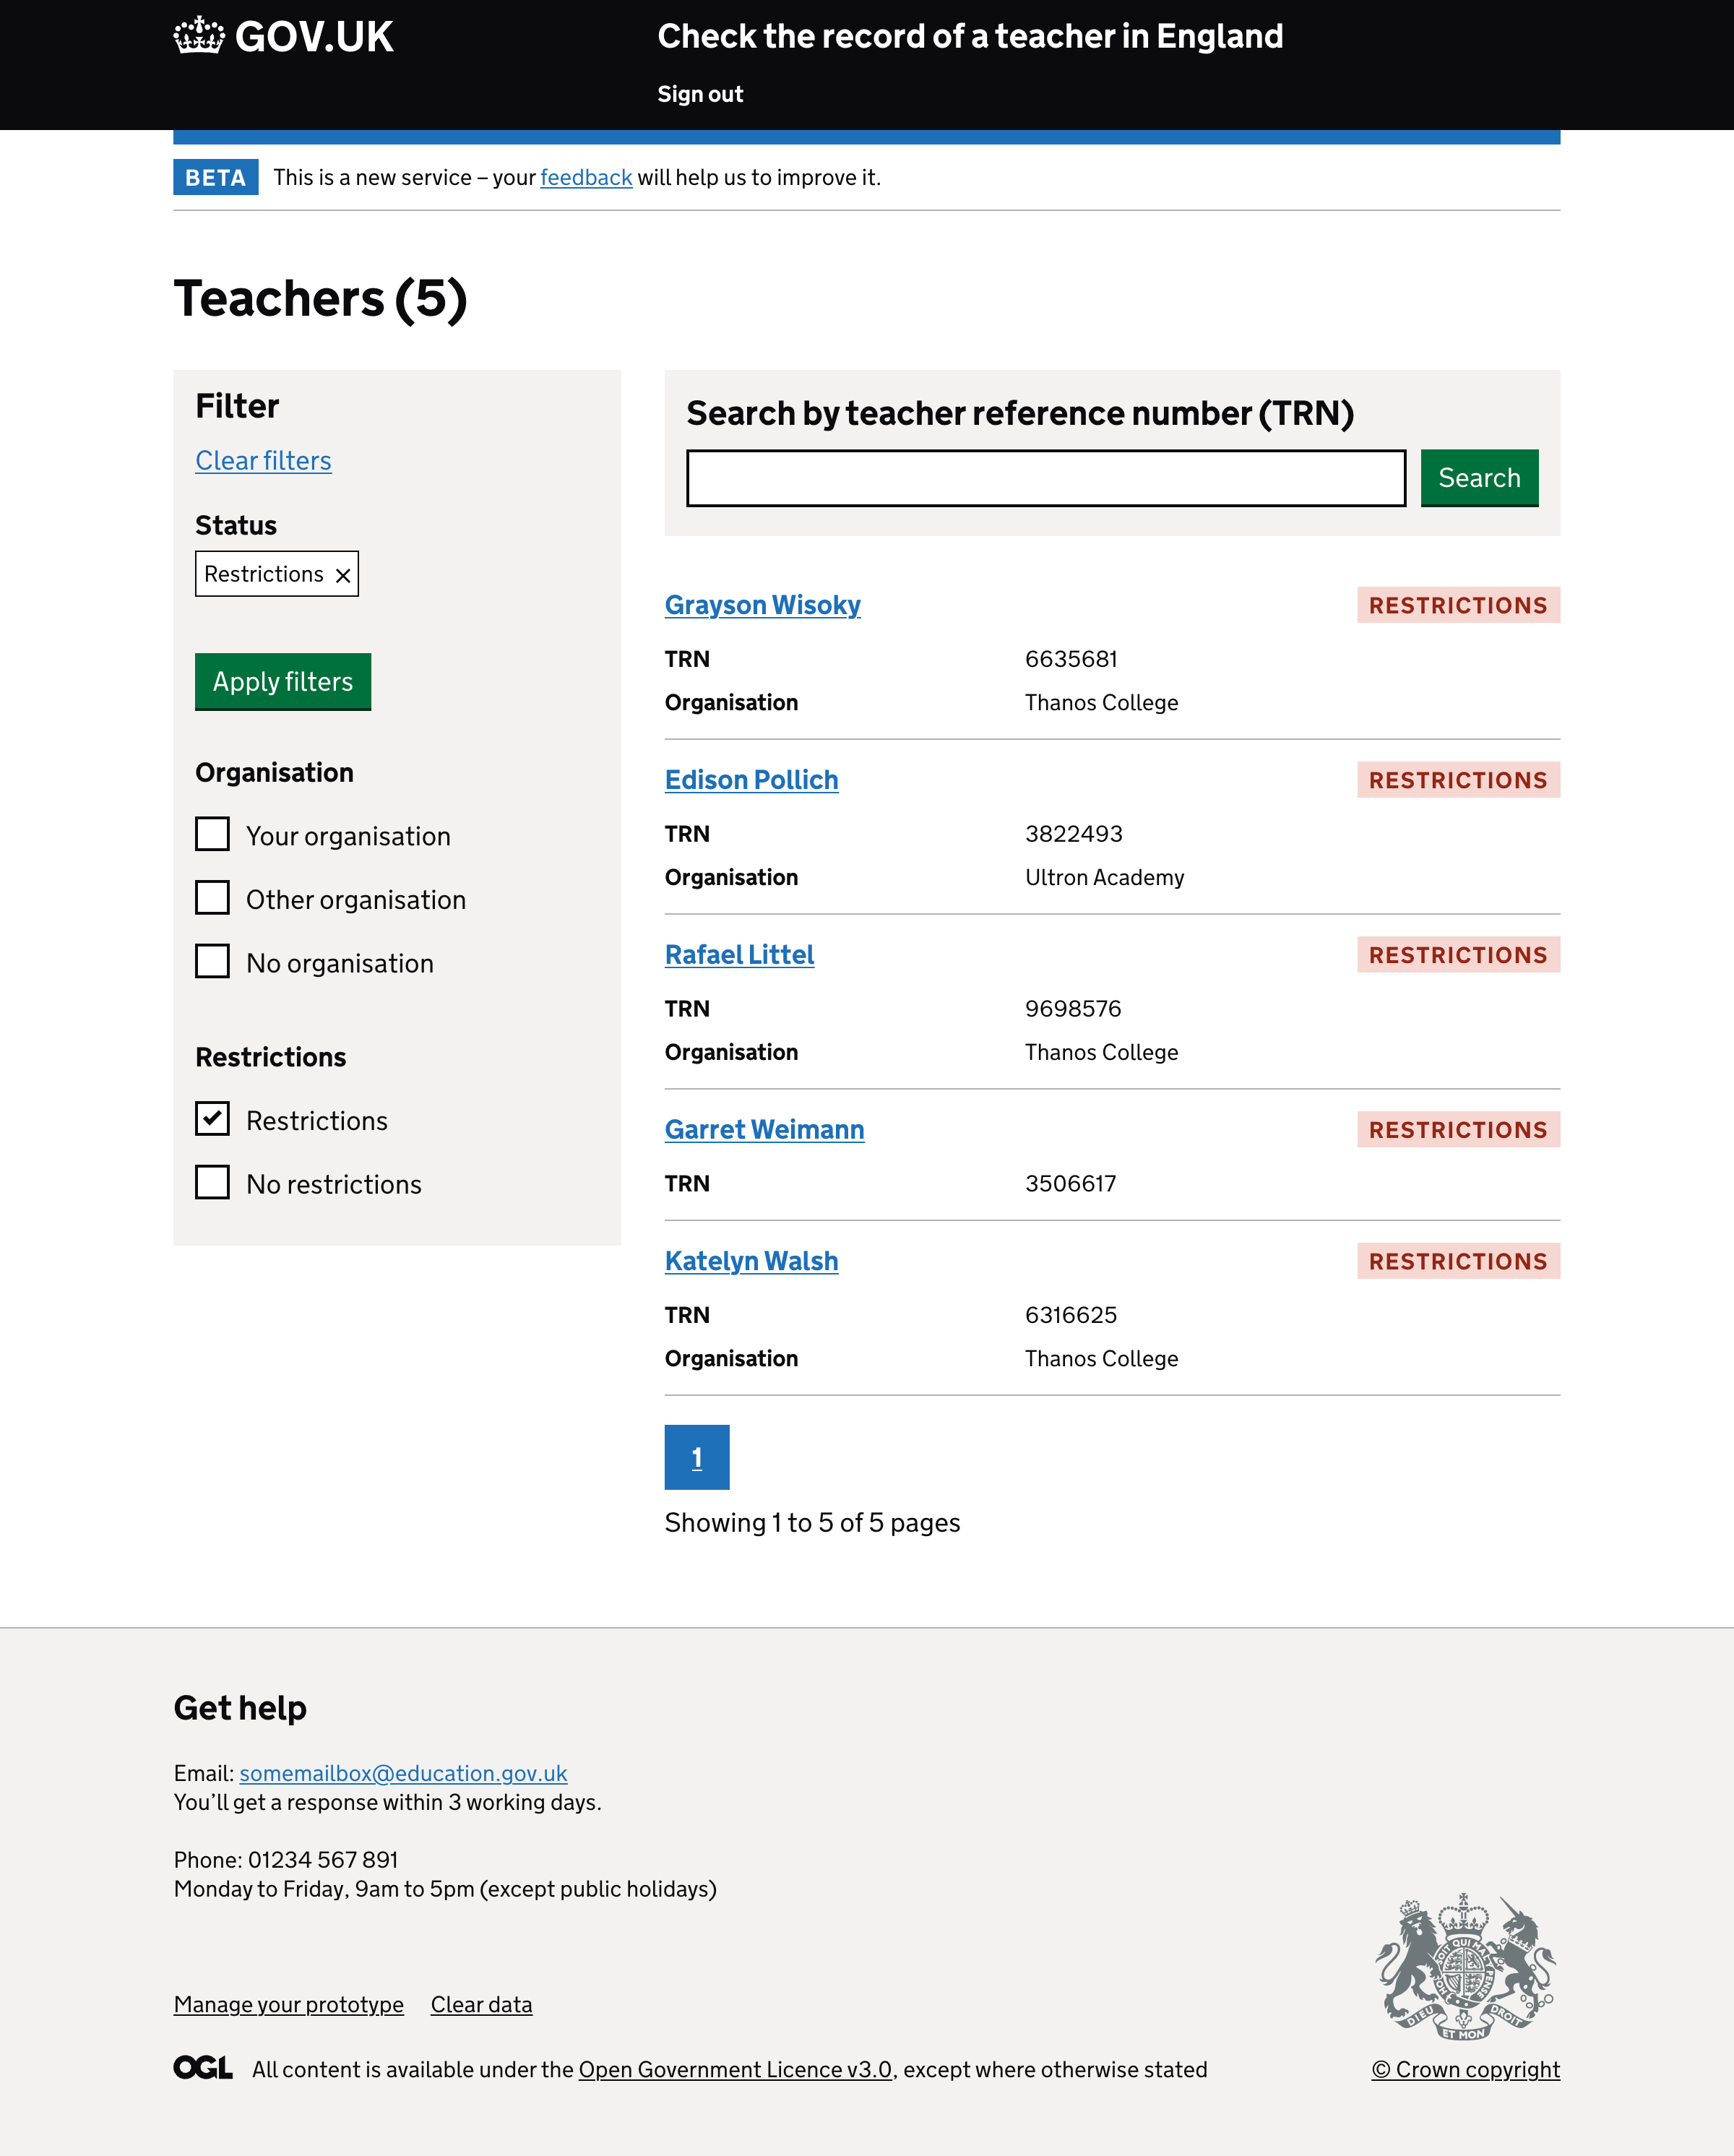 GOV.UK
Check the record of a teacher in England
Sign out
BETA This is a new service – your feedback will help us to improve it.
Teachers (5)
Filter
Clear filters
Status
Restrictions
Apply filters
Organisation
Your organisation
Other organisation
No organisation
Restrictions
Restrictions
No restrictions
Search by teacher reference number (TRN)
Search
Grayson Wisoky RESTRICTIONS
TRN 6635681
Organisation Thanos College
Edison Pollich RESTRICTIONS
TRN 3822493
Organisation Ultron Academy
Rafael Littel RESTRICTIONS
TRN 9698576
Organisation Thanos College
Garret Weimann RESTRICTIONS
TRN 3506617
Katelyn Walsh RESTRICTIONS
TRN 6316625
Organisation Thanos College
1
Showing 1 to 5 of 5 pages
Get help
Email: somemailbox@education.gov.uk
You’ll get a response within 3 working days.
Phone: 01234 567 891
Monday to Friday, 9am to 5pm (except public holidays)
Manage your prototype Clear data
DIEU ET MON DROIT
OGL All content is available under the Open Government Licence v3.0, except where otherwise stated
© Crown copyright